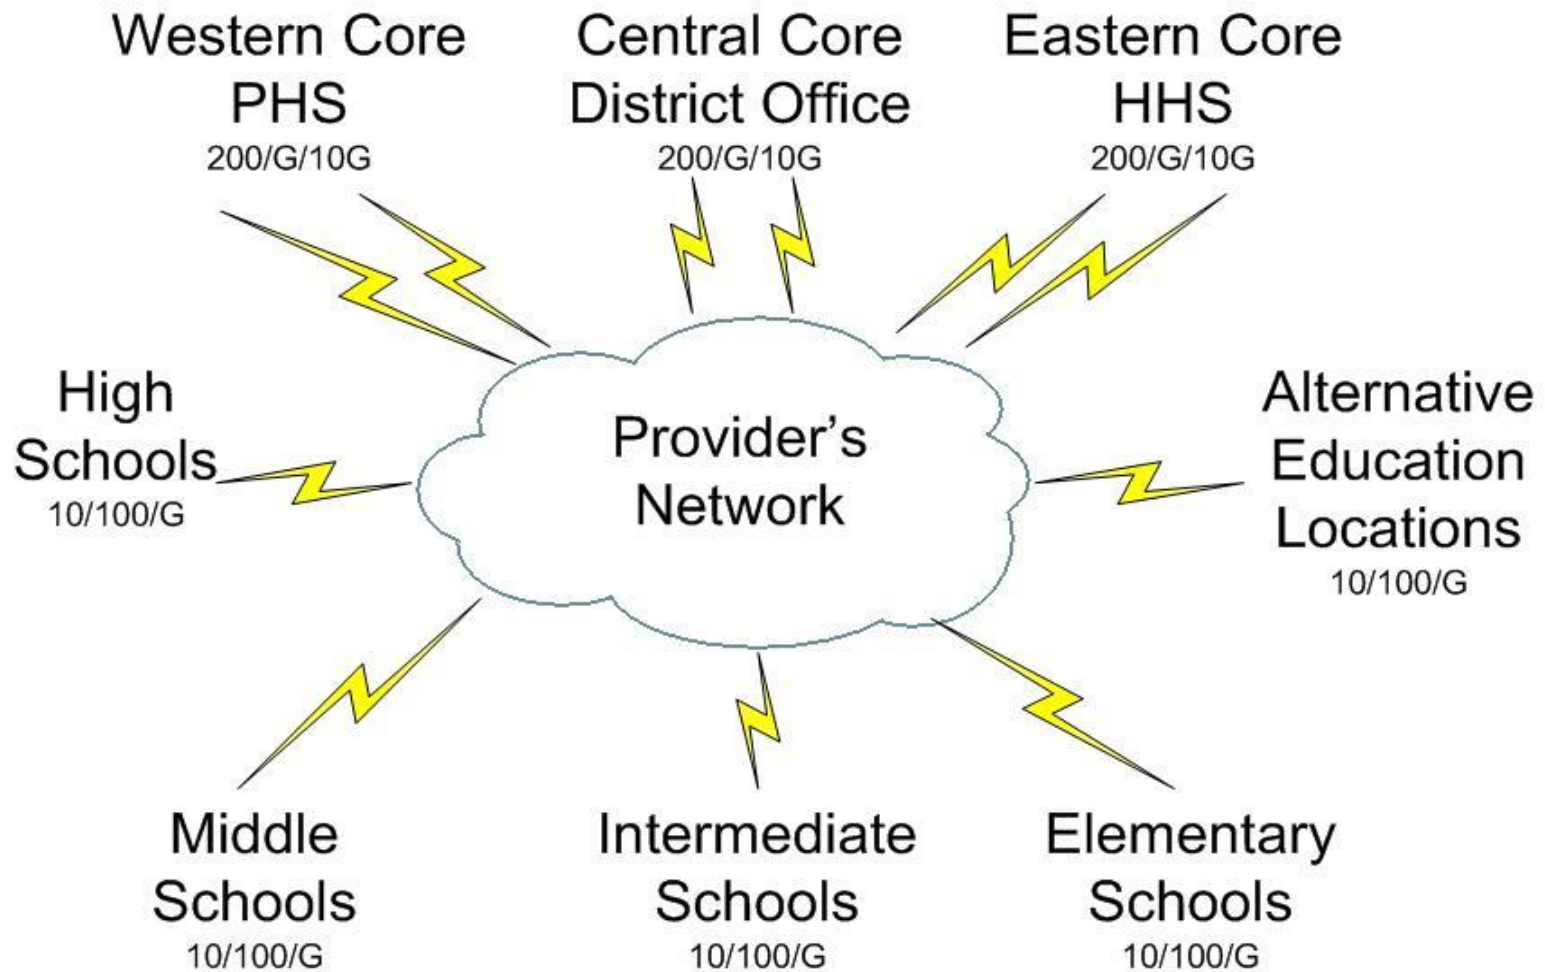 Western Core
PHS
200/G/10G
Central Core
District Office
200/G/10G
Eastern Core
HHS
200/G/10G
High
Schools
10/100/G
Provider’s
Network
Alternative
Education
Locations
10/100/G
Middle
Schools
10/100/G
Intermediate
Schools
10/100/G
Elementary
Schools
10/100/G